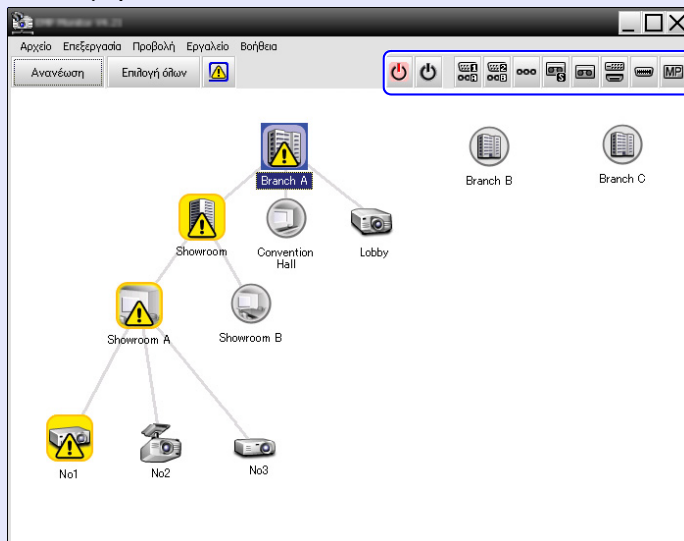 Αρχείο Επεξεργασία Προβολή Εργαλείο Βοήθεια
Ανανέωση Επιλογή όλων
MP
Branch A
Branch B
Branch C
Showroom
Convention Hall
Lobby
Showroom A
Showroom B
No1
No2
No3